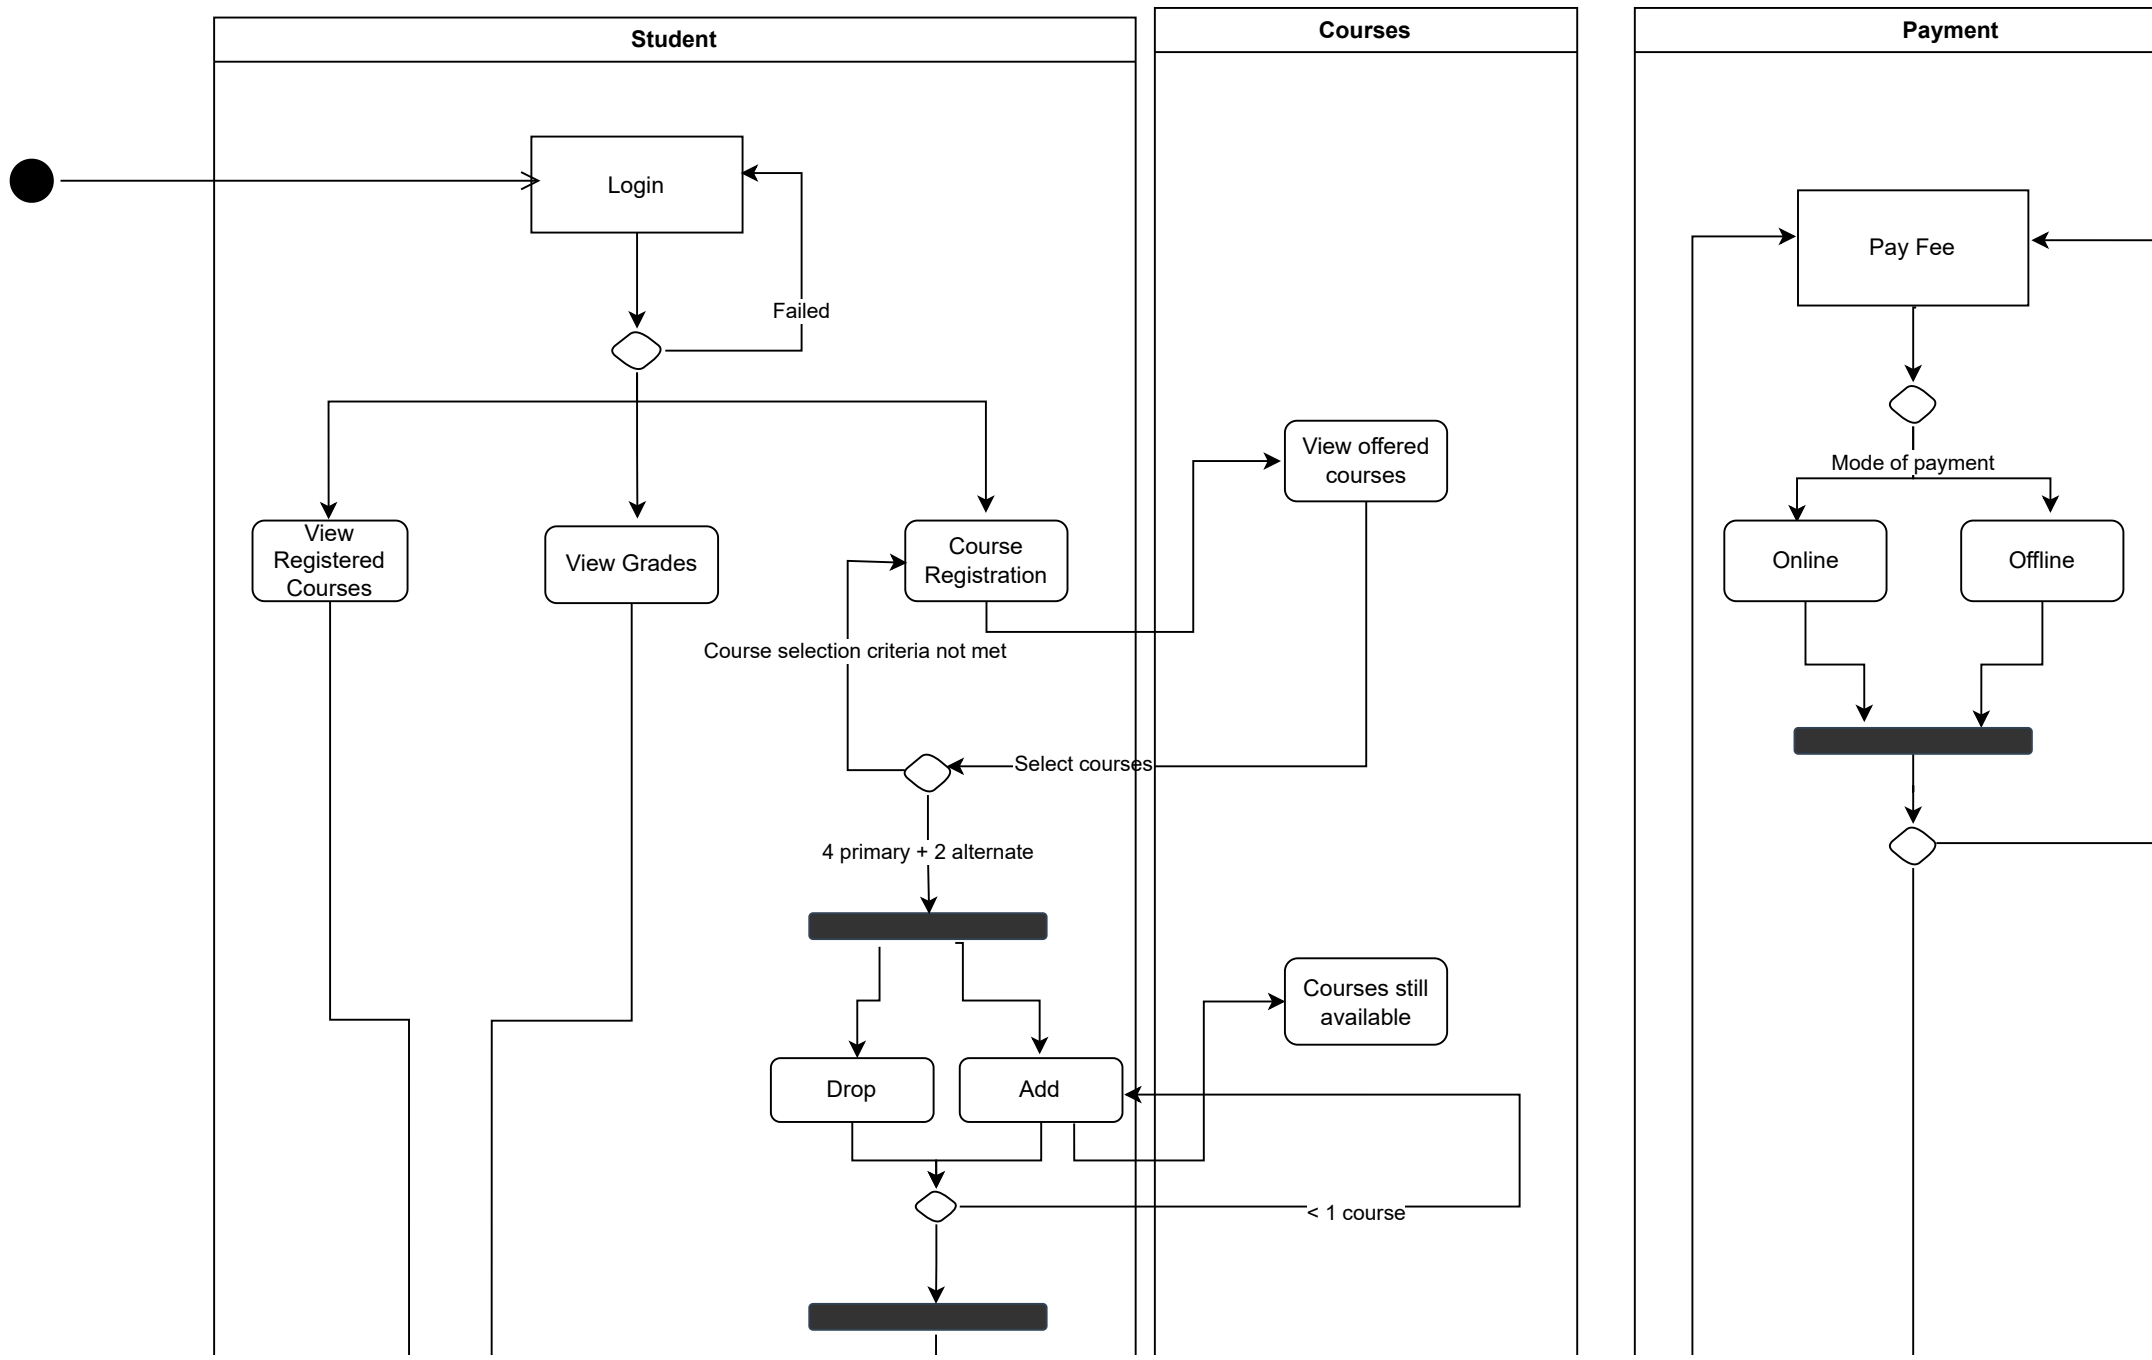 Student
Courses
Payment
Login
Failed
Pay Fee
View offered
courses
Mode of payment
View
Registered
Courses
View Grades
Course
Registration
Online
Offline
Course selection criteria not met
Select courses
4 primary + 2 alternate
Courses still
available
Drop
Add
< 1 course